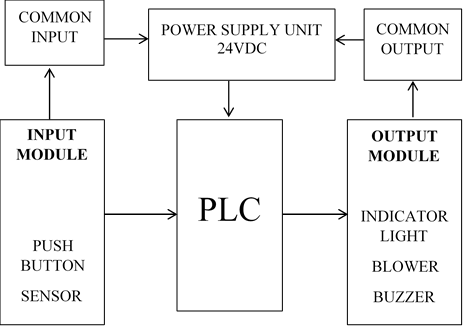 COMMON
INPUT
POWER SUPPLY UNIT
24VDC
COMMON
OUTPUT
INPUT
MODULE
PUSH
BUTTON
SENSOR
PLC
OUTPUT
MODULE
INDICATOR
LIGHT
BLOWER
BUZZER